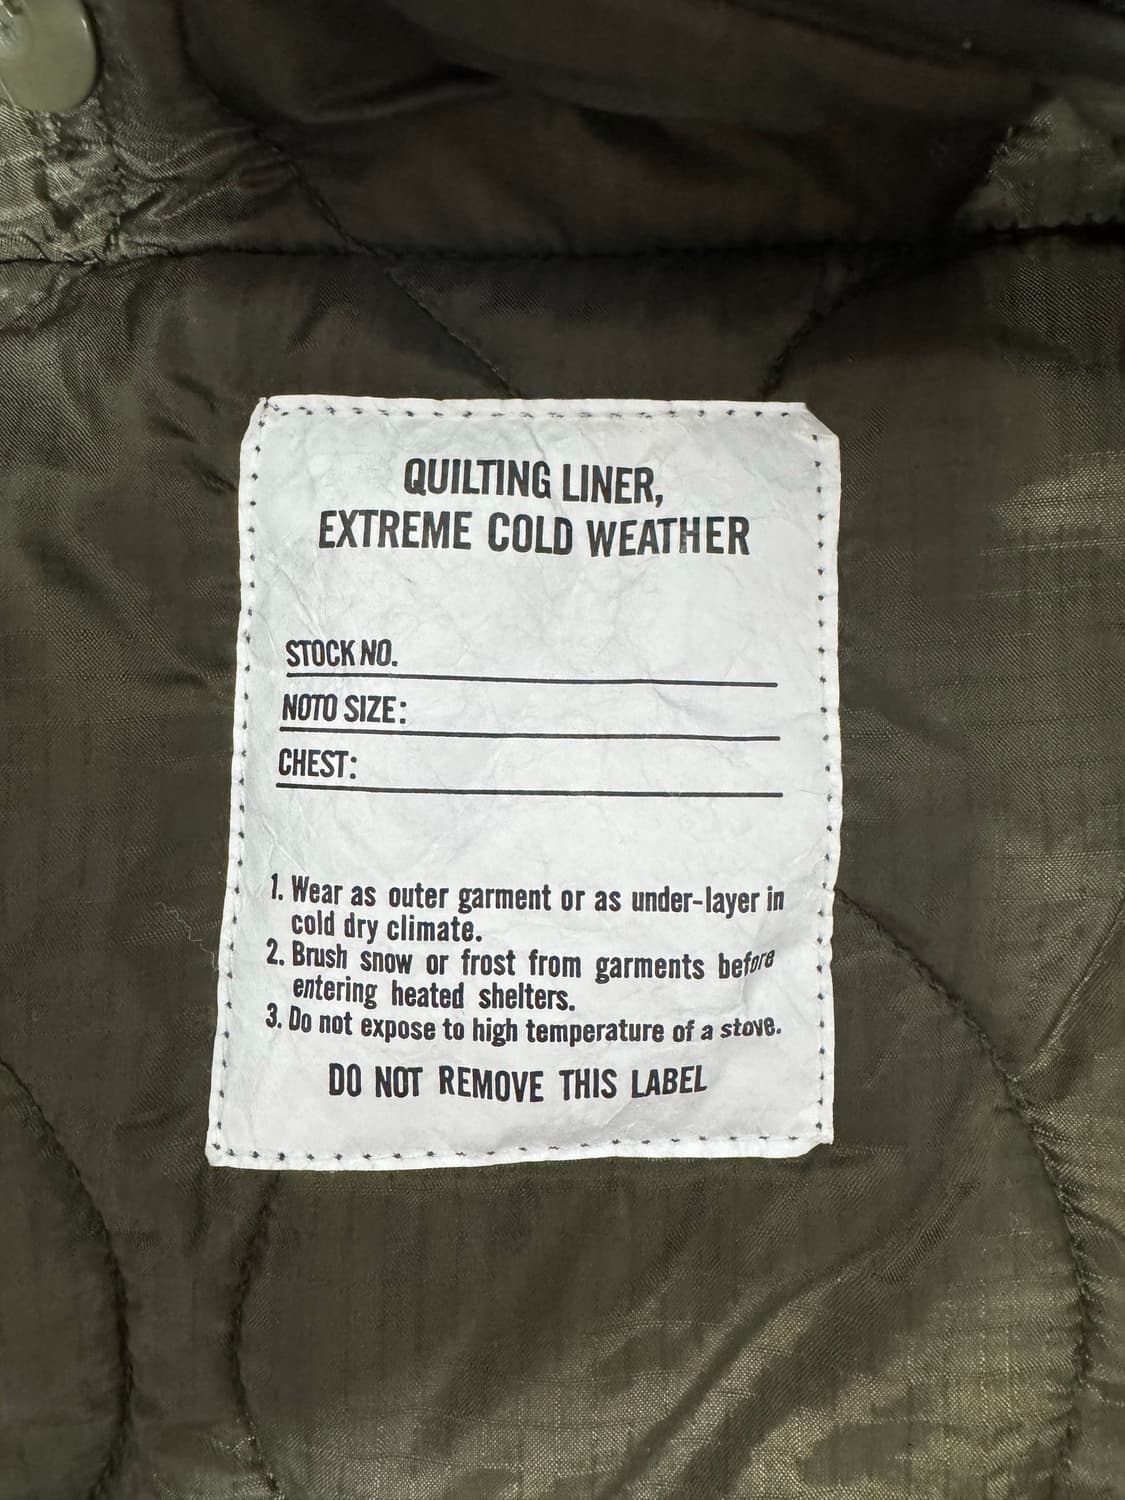 QUILTING LINER,
EXTREME COLD WEATHER
STOCK NO.
NOTO SIZE:
CHEST:
1. Wear as outer garment or as under-layer in
cold dry climate.
2. Brush snow or frost from garments before
entering heated shelters.
3. Do not expose to high temperature of a stove.
DO NOT REMOVE THIS LABEL